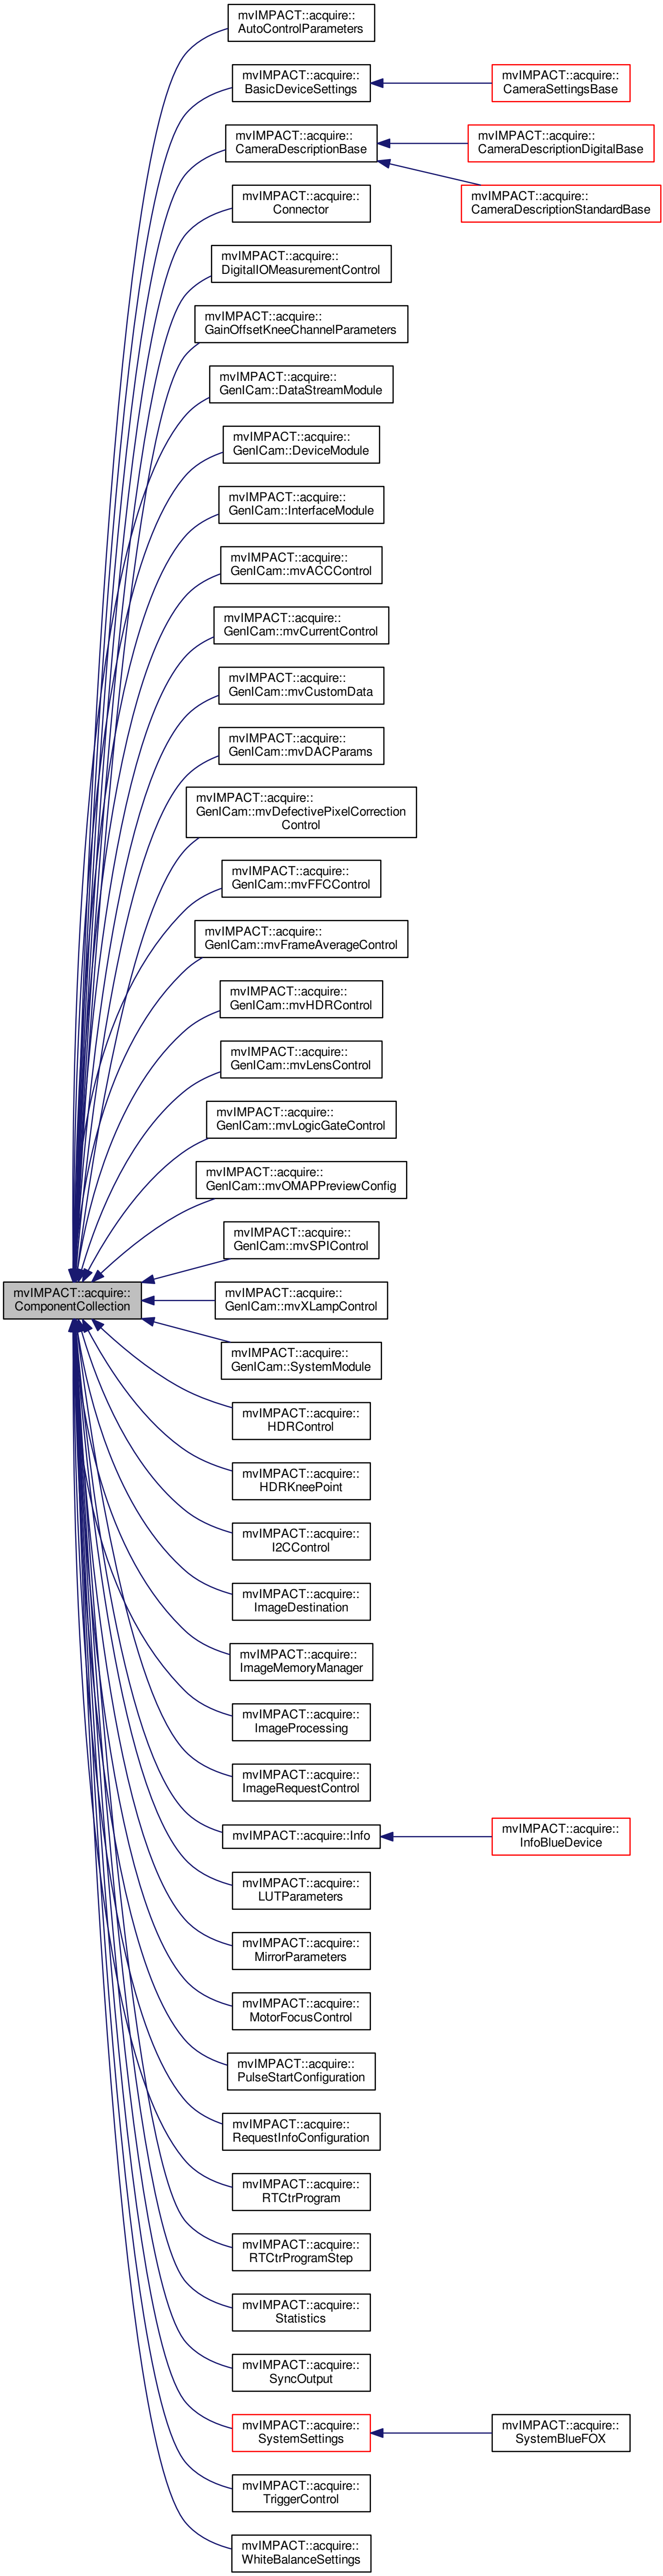 mvIMPACT::acquire::
AutoControlParameters
mvIMPACT::acquire::
BasicDeviceSettings
mvIMPACT::acquire::
CameraSettingsBase
mvIMPACT::acquire::
CameraDescriptionBase
mvIMPACT::acquire::
CameraDescriptionDigitalBase
mvIMPACT::acquire::
CameraDescriptionStandardBase
mvIMPACT::acquire::
Connector
mvIMPACT::acquire::
DigitalIOMeasurementControl
mvIMPACT::acquire::
GainOffsetKneeChannelParameters
mvIMPACT::acquire::
GenICam::DataStreamModule
mvIMPACT::acquire::
GenICam::DeviceModule
mvIMPACT::acquire::
GenICam::InterfaceModule
mvIMPACT::acquire::
GenICam::mvACCControl
mvIMPACT::acquire::
GenICam::mvCurrentControl
mvIMPACT::acquire::
GenICam::mvCustomData
mvIMPACT::acquire::
GenICam::mvDACParams
mvIMPACT::acquire::
GenICam::mvDefectivePixelCorrection
Control
mvIMPACT::acquire::
GenICam::mvFFCControl
mvIMPACT::acquire::
GenICam::mvFrameAverageControl
mvIMPACT::acquire::
GenICam::mvHDRControl
mvIMPACT::acquire::
GenICam::mvLensControl
mvIMPACT::acquire::
GenICam::mvLogicGateControl
mvIMPACT::acquire::
GenICam::mvOMAPPreviewConfig
mvIMPACT::acquire::
GenICam::mvSPIControl
mvIMPACT::acquire::
ComponentCollection
mvIMPACT::acquire::
GenICam::mvXLampControl
mvIMPACT::acquire::
GenICam::SystemModule
mvIMPACT::acquire::
HDRControl
mvIMPACT::acquire::
HDRKneePoint
mvIMPACT::acquire::
I2CControl
mvIMPACT::acquire::
ImageDestination
mvIMPACT::acquire::
ImageMemoryManager
mvIMPACT::acquire::
ImageProcessing
mvIMPACT::acquire::
ImageRequestControl
mvIMPACT::acquire::Info
mvIMPACT::acquire::
InfoBlueDevice
mvIMPACT::acquire::
LUTParameters
mvIMPACT::acquire::
MirrorParameters
mvIMPACT::acquire::
MotorFocusControl
mvIMPACT::acquire::
PulseStartConfiguration
mvIMPACT::acquire::
RequestInfoConfiguration
mvIMPACT::acquire::
RTCtrProgram
mvIMPACT::acquire::
RTCtrProgramStep
mvIMPACT::acquire::
Statistics
mvIMPACT::acquire::
SyncOutput
mvIMPACT::acquire::
SystemSettings
mvIMPACT::acquire::
SystemBlueFOX
mvIMPACT::acquire::
TriggerControl
mvIMPACT::acquire::
WhiteBalanceSettings